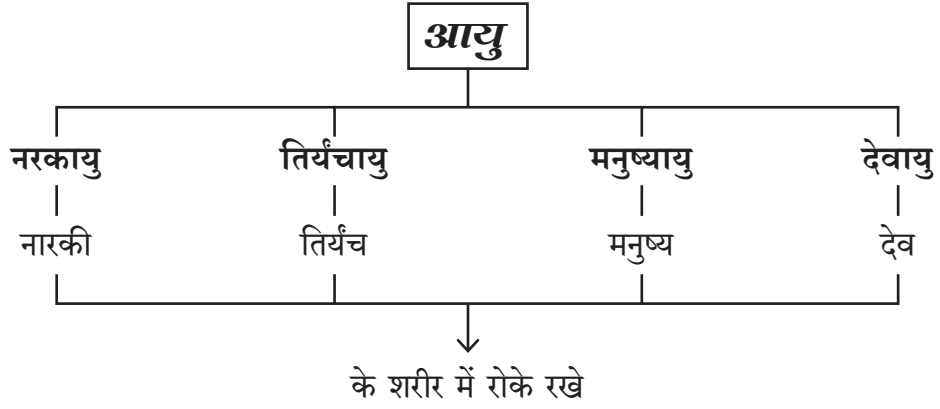 आयु
नरकायु तिर्यंचायु मनुष्यायु देवायु
नारकी तिर्यंच मनुष्य देव
के शरीर में रोके रखे